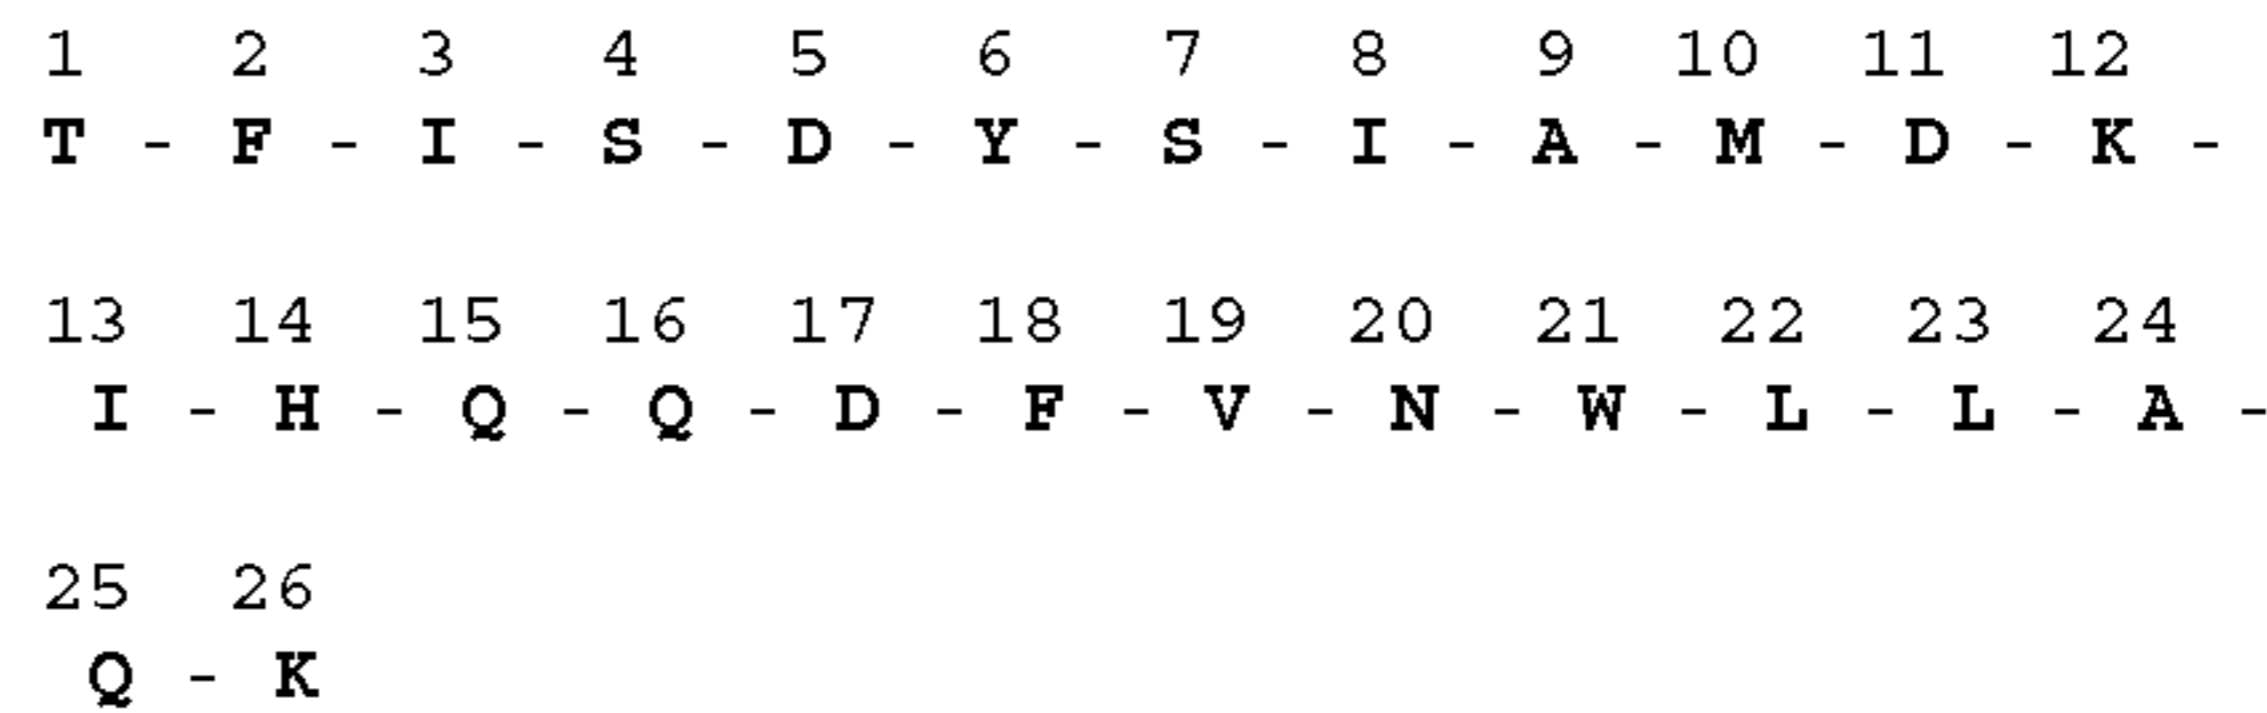 1 2 3 4 5 6 7 8 9 10 11 12
T - F - I - S - D - Y - S - I - A - M - D - K -
13 14 15 16 17 18 19 20 21 22 23 24
I - H - Q - Q - D - F - V - N - W - L - L - A -
25 26
Q - K